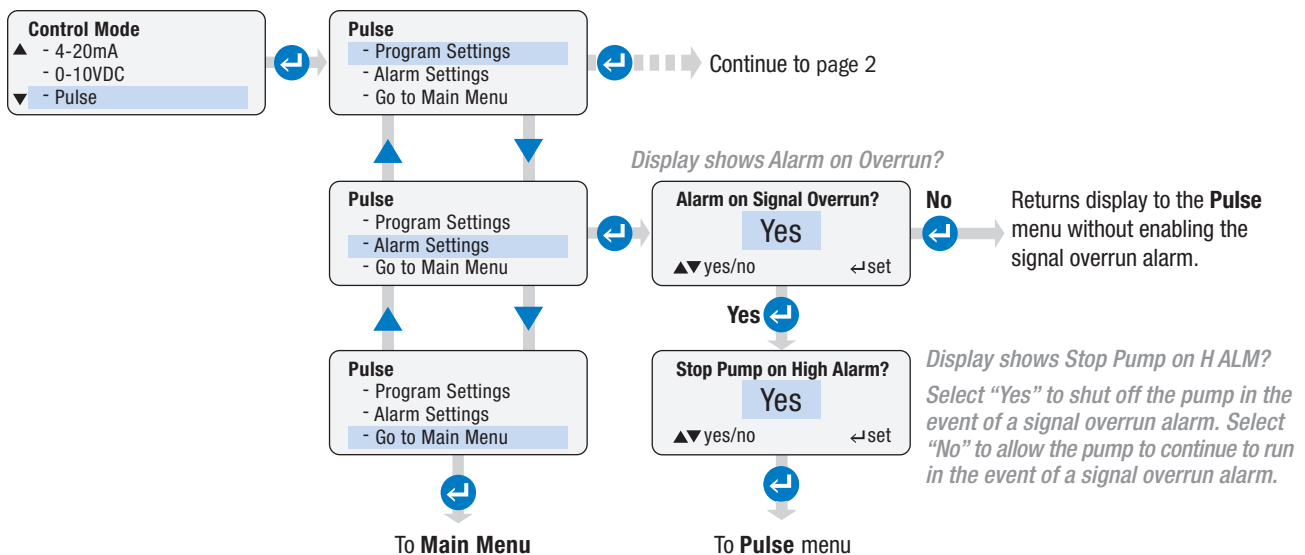 Control Mode
▲ - 4-20mA
- 0-10VDC
▼ - Pulse
Pulse
- Program Settings
- Alarm Settings
- Go to Main Menu
Continue to page 2
Display shows Alarm on Overrun?
Pulse
- Program Settings
- Alarm Settings
- Go to Main Menu
Alarm on Signal Overrun?
Yes
▲▼ yes/no ↵ set
No
Returns display to the Pulse
menu without enabling the
signal overrun alarm.
Yes
Pulse
- Program Settings
- Alarm Settings
- Go to Main Menu
Stop Pump on High Alarm?
Yes
▲▼ yes/no ↵ set
Display shows Stop Pump on H ALM?
Select “Yes” to shut off the pump in the
event of a signal overrun alarm. Select
“No” to allow the pump to continue to run
in the event of a signal overrun alarm.
To Main Menu
To Pulse menu